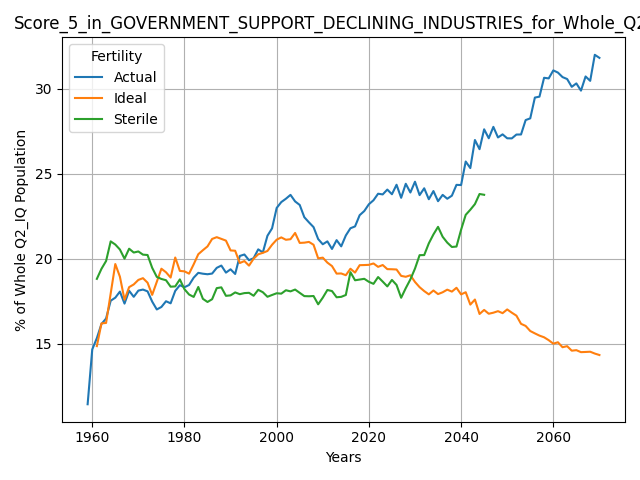 Score_5_in_GOVERNMENT_SUPPORT_DECLINING_INDUSTRIES_for_Whole_Q2
Fertility
Actual
Ideal
Sterile
% of Whole Q2_IQ Population
30
25
20
15
1960 1980 2000 2020 2040 2060
Years